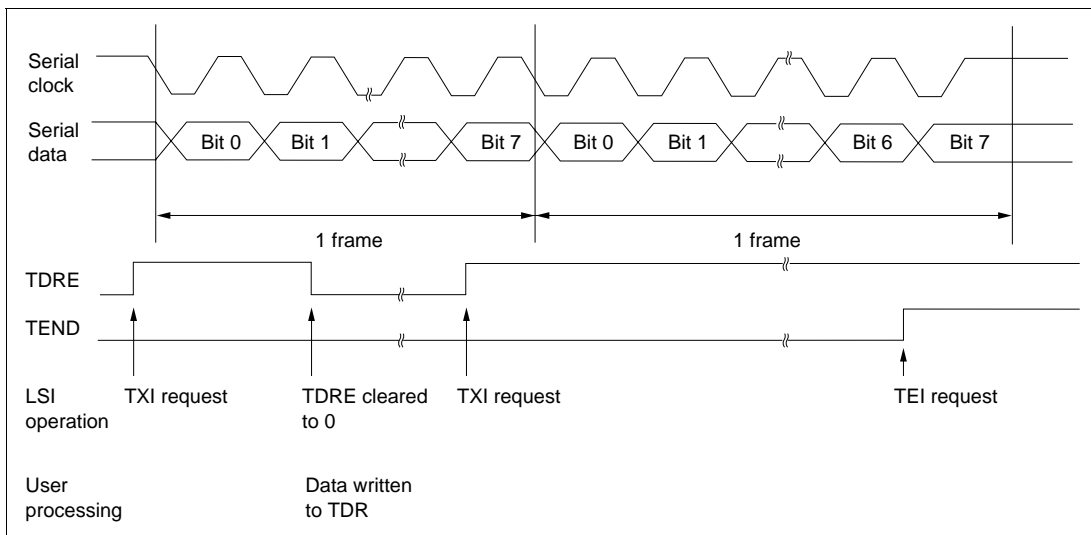 Serial
clock
Serial
data
Bit 0
Bit 1
Bit 7
Bit 0
Bit 1
Bit 6
Bit 7
1 frame
1 frame
TDRE
TEND
LSI
operation
TXI request
TDRE cleared
to 0
TXI request
TEI request
User
processing
Data written
to TDR